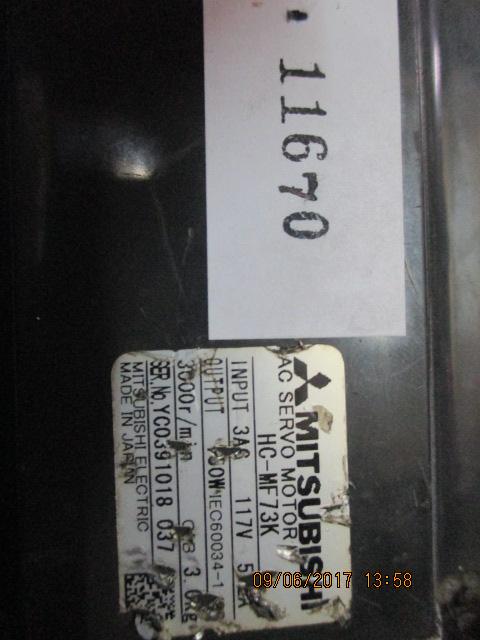 11670
MITSUBISHI
AC SERVO MOTOR
HC-MF73K
INPUT 3AC 117V
OUTPUT IEC60034-1
3000r/min
SER.No.YC0391018 037
MITSUBISHI ELECTRIC
MADE IN JAPAN
09/06/2017 13:58